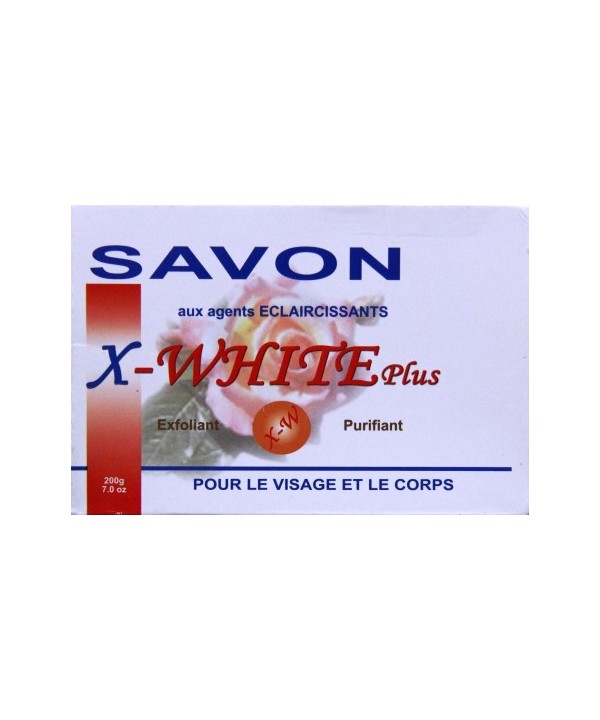 SAVON
aux agents ECLAIRCISSANTS
X-WHITE Plus
Exfoliant X-W Purifiant
200g
7.0 oz
POUR LE VISAGE ET LE CORPS